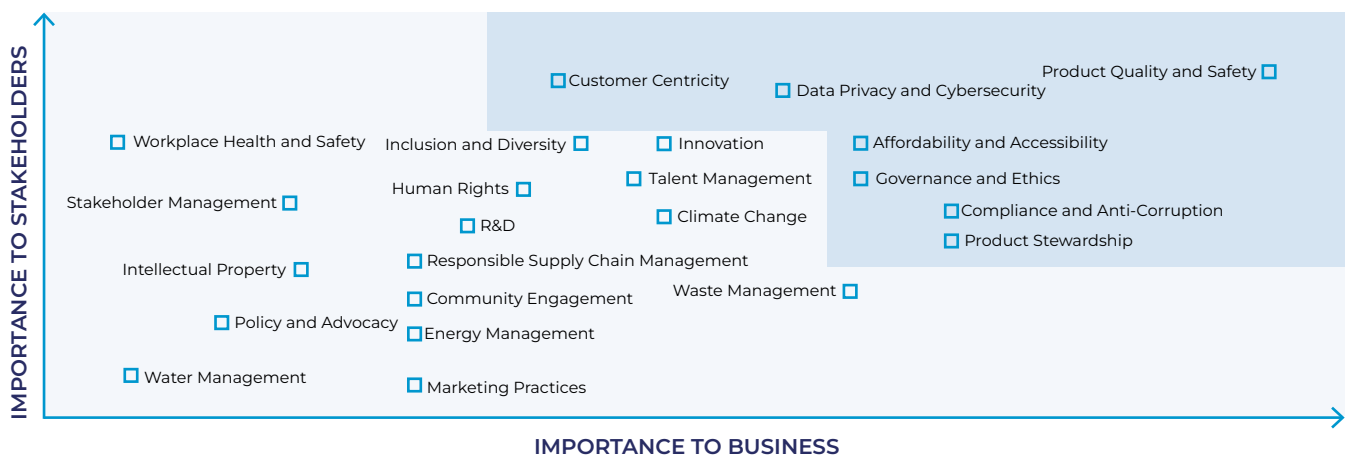 IMPORTANCE TO STAKEHOLDERS
Product Quality and Safety
Customer Centricity
Data Privacy and Cybersecurity
Workplace Health and Safety
Inclusion and Diversity
Innovation
Affordability and Accessibility
Human Rights
Talent Management
Governance and Ethics
Stakeholder Management
R&D
Climate Change
Compliance and Anti-Corruption
Product Stewardship
Intellectual Property
Responsible Supply Chain Management
Community Engagement
Waste Management
Policy and Advocacy
Energy Management
Water Management
Marketing Practices
IMPORTANCE TO BUSINESS